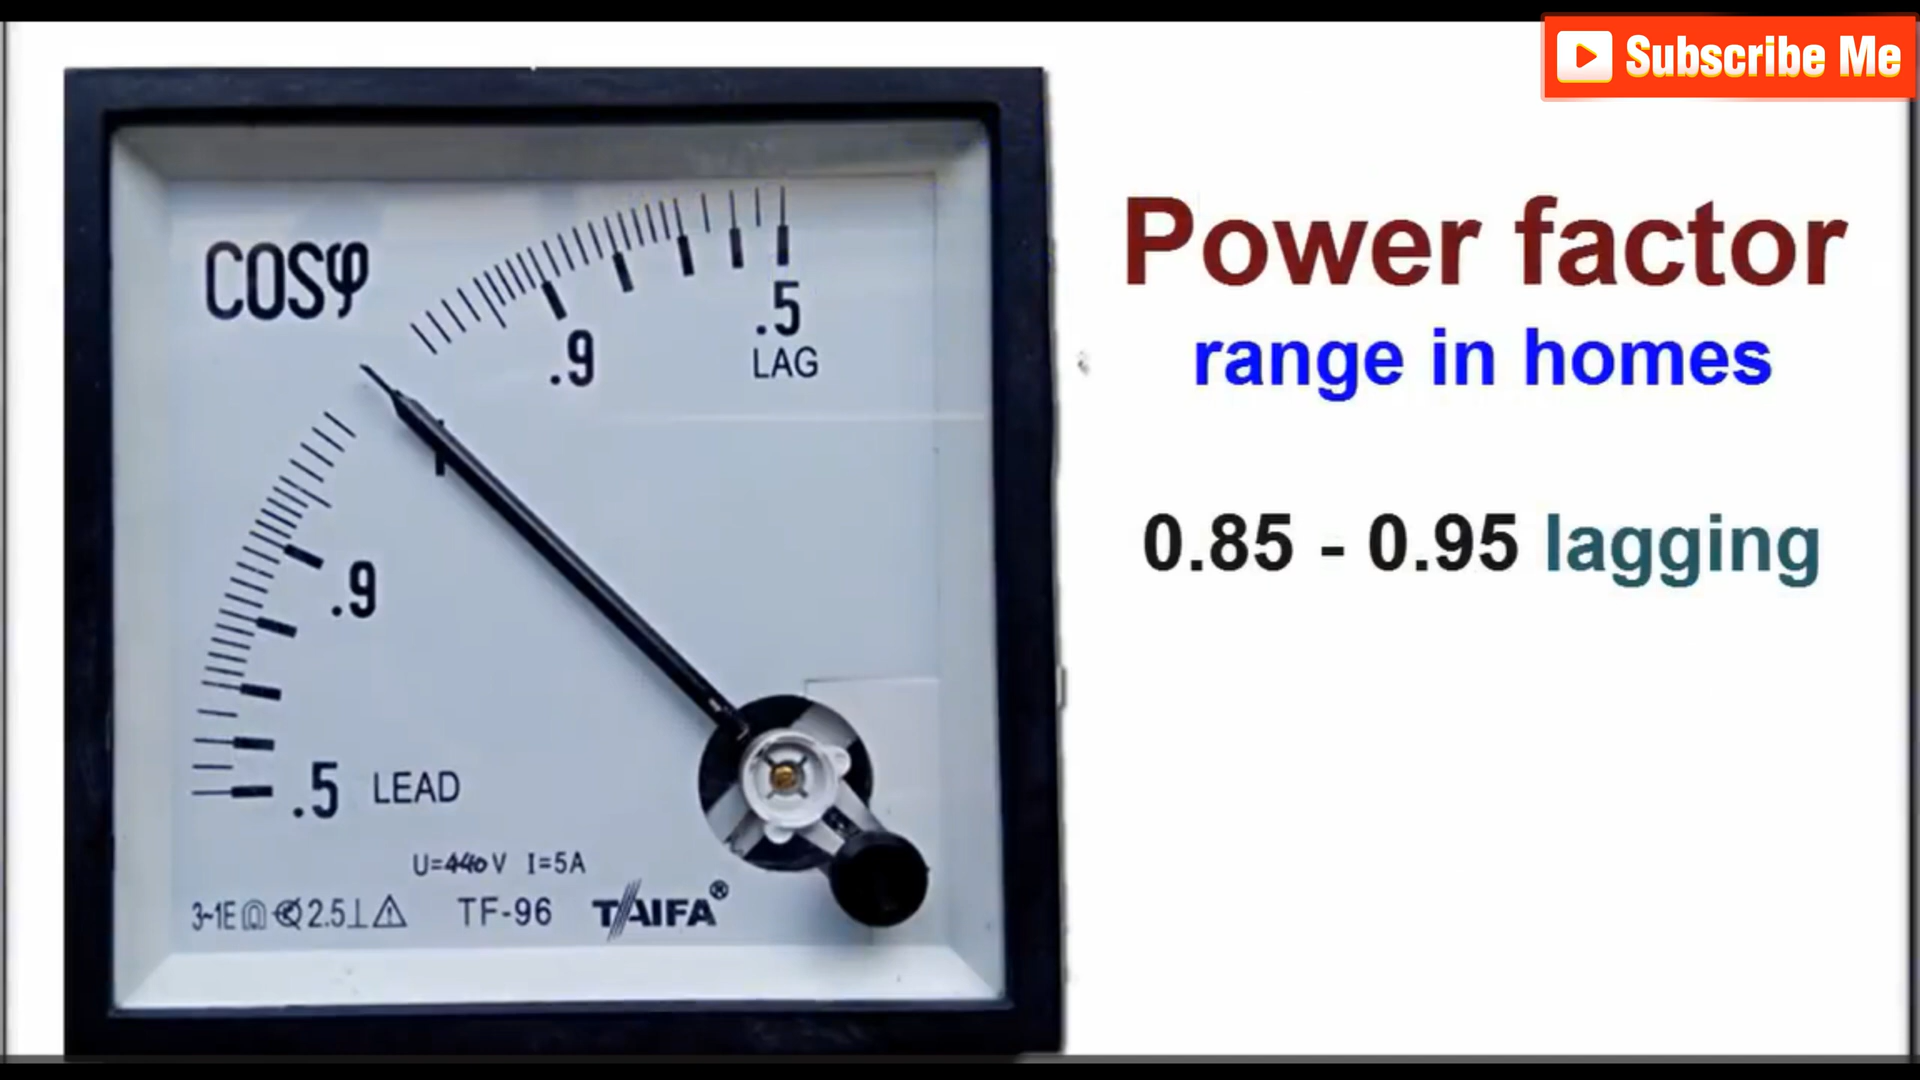 Subscribe Me
Power factor
range in homes
0.85 - 0.95 lagging
COSφ
.5
.9
LAG
1
.9
.5 LEAD
U=440V I=5A
3~1E 2.5⊥ TF-96 TAIFA®